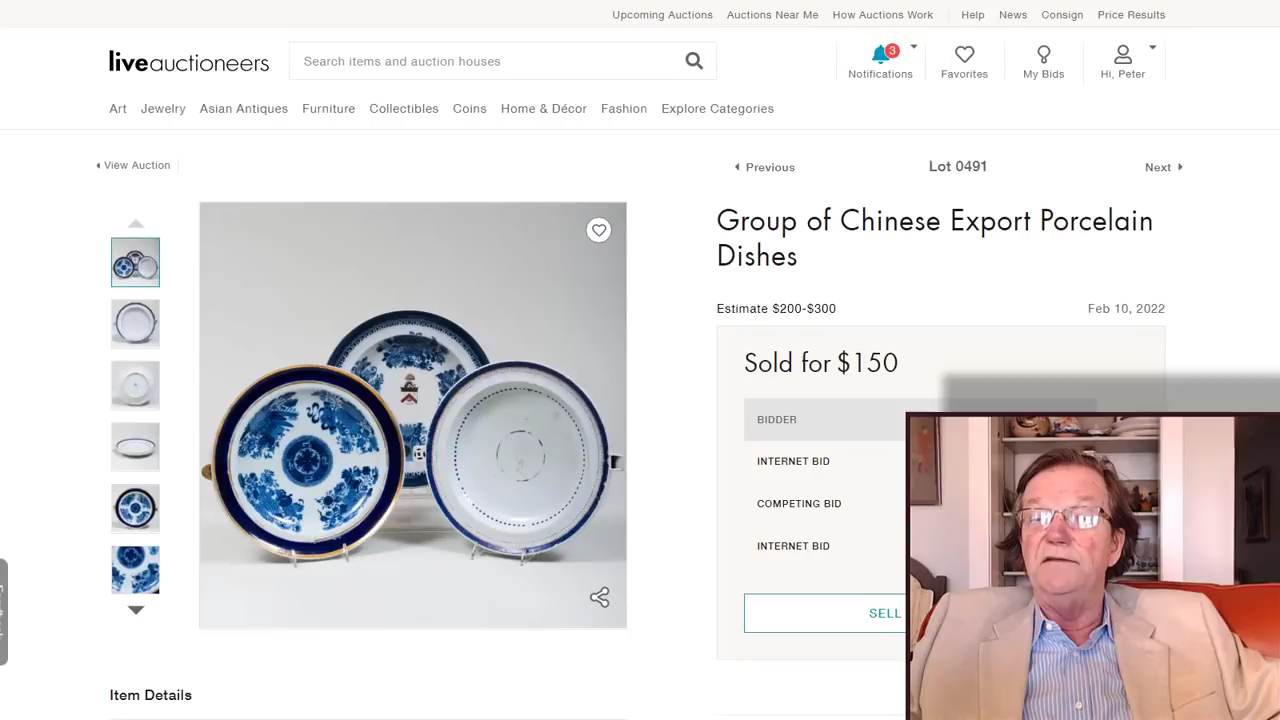 Upcoming Auctions Auctions Near Me How Auctions Work Help News Consign Price Results
liveauctioneers
Search items and auction houses
3
Notifications Favorites My Bids Hi, Peter
Art Jewelry Asian Antiques Furniture Collectibles Coins Home & Décor Fashion Explore Categories
View Auction
Previous Lot 0491 Next
Group of Chinese Export Porcelain
Dishes
Estimate $200-$300 Feb 10, 2022
Sold for $150
BIDDER
INTERNET BID
COMPETING BID
INTERNET BID
SELL
Item Details